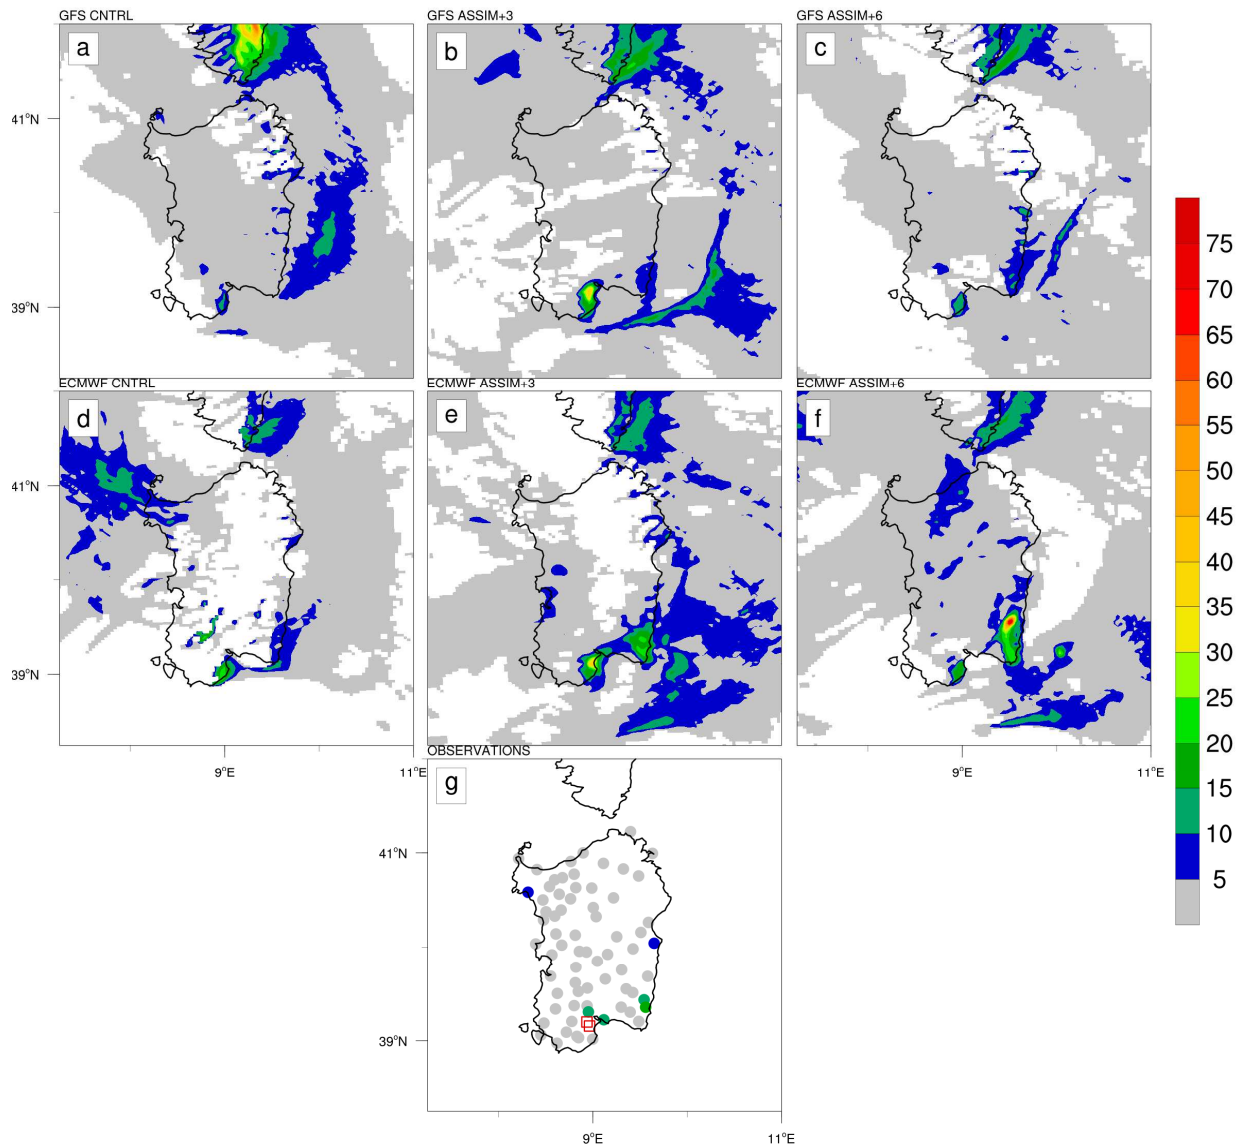 GFS CNTRL
GFS ASSIM+3
GFS ASSIM+6
a
b
c
41°N
39°N
ECMWF CNTRL
ECMWF ASSIM+3
ECMWF ASSIM+6
d
e
f
41°N
39°N
9°E
11°E
9°E
11°E
OBSERVATIONS
g
41°N
39°N
9°E
11°E
75
70
65
60
55
50
45
40
35
30
25
20
15
10
5